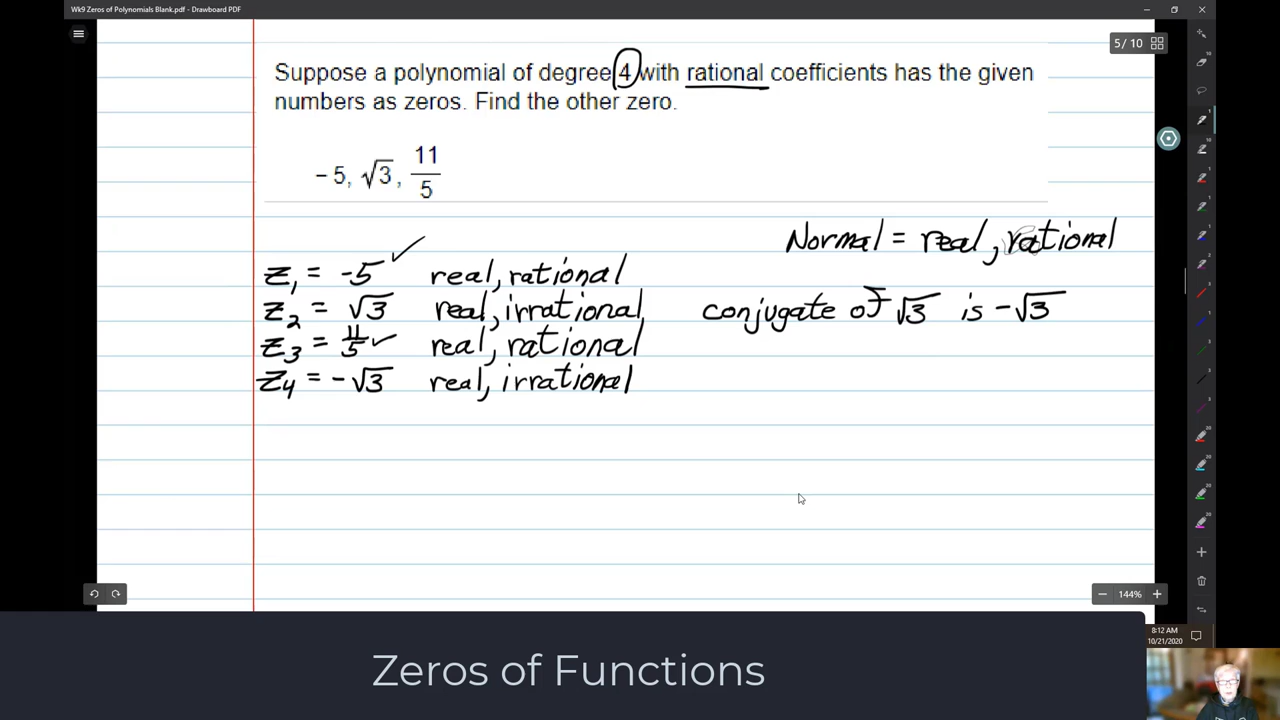 Wk9 Zeros of Polynomials Blank.pdf - Drawboard PDF
5 / 10
Suppose a polynomial of degree 4 with rational coefficients has the given
numbers as zeros. Find the other zero.
- 5, √3, 11/5
Normal = real, rational
z₁ = -5 ✓ real, rational
z₂ = √3 real, irrational
conjugate of √3 is -√3
z₃ = 11/5 ✓ real, rational
z₄ = -√3 real, irrational
144%
8:12 AM
10/21/2020
Zeros of Functions